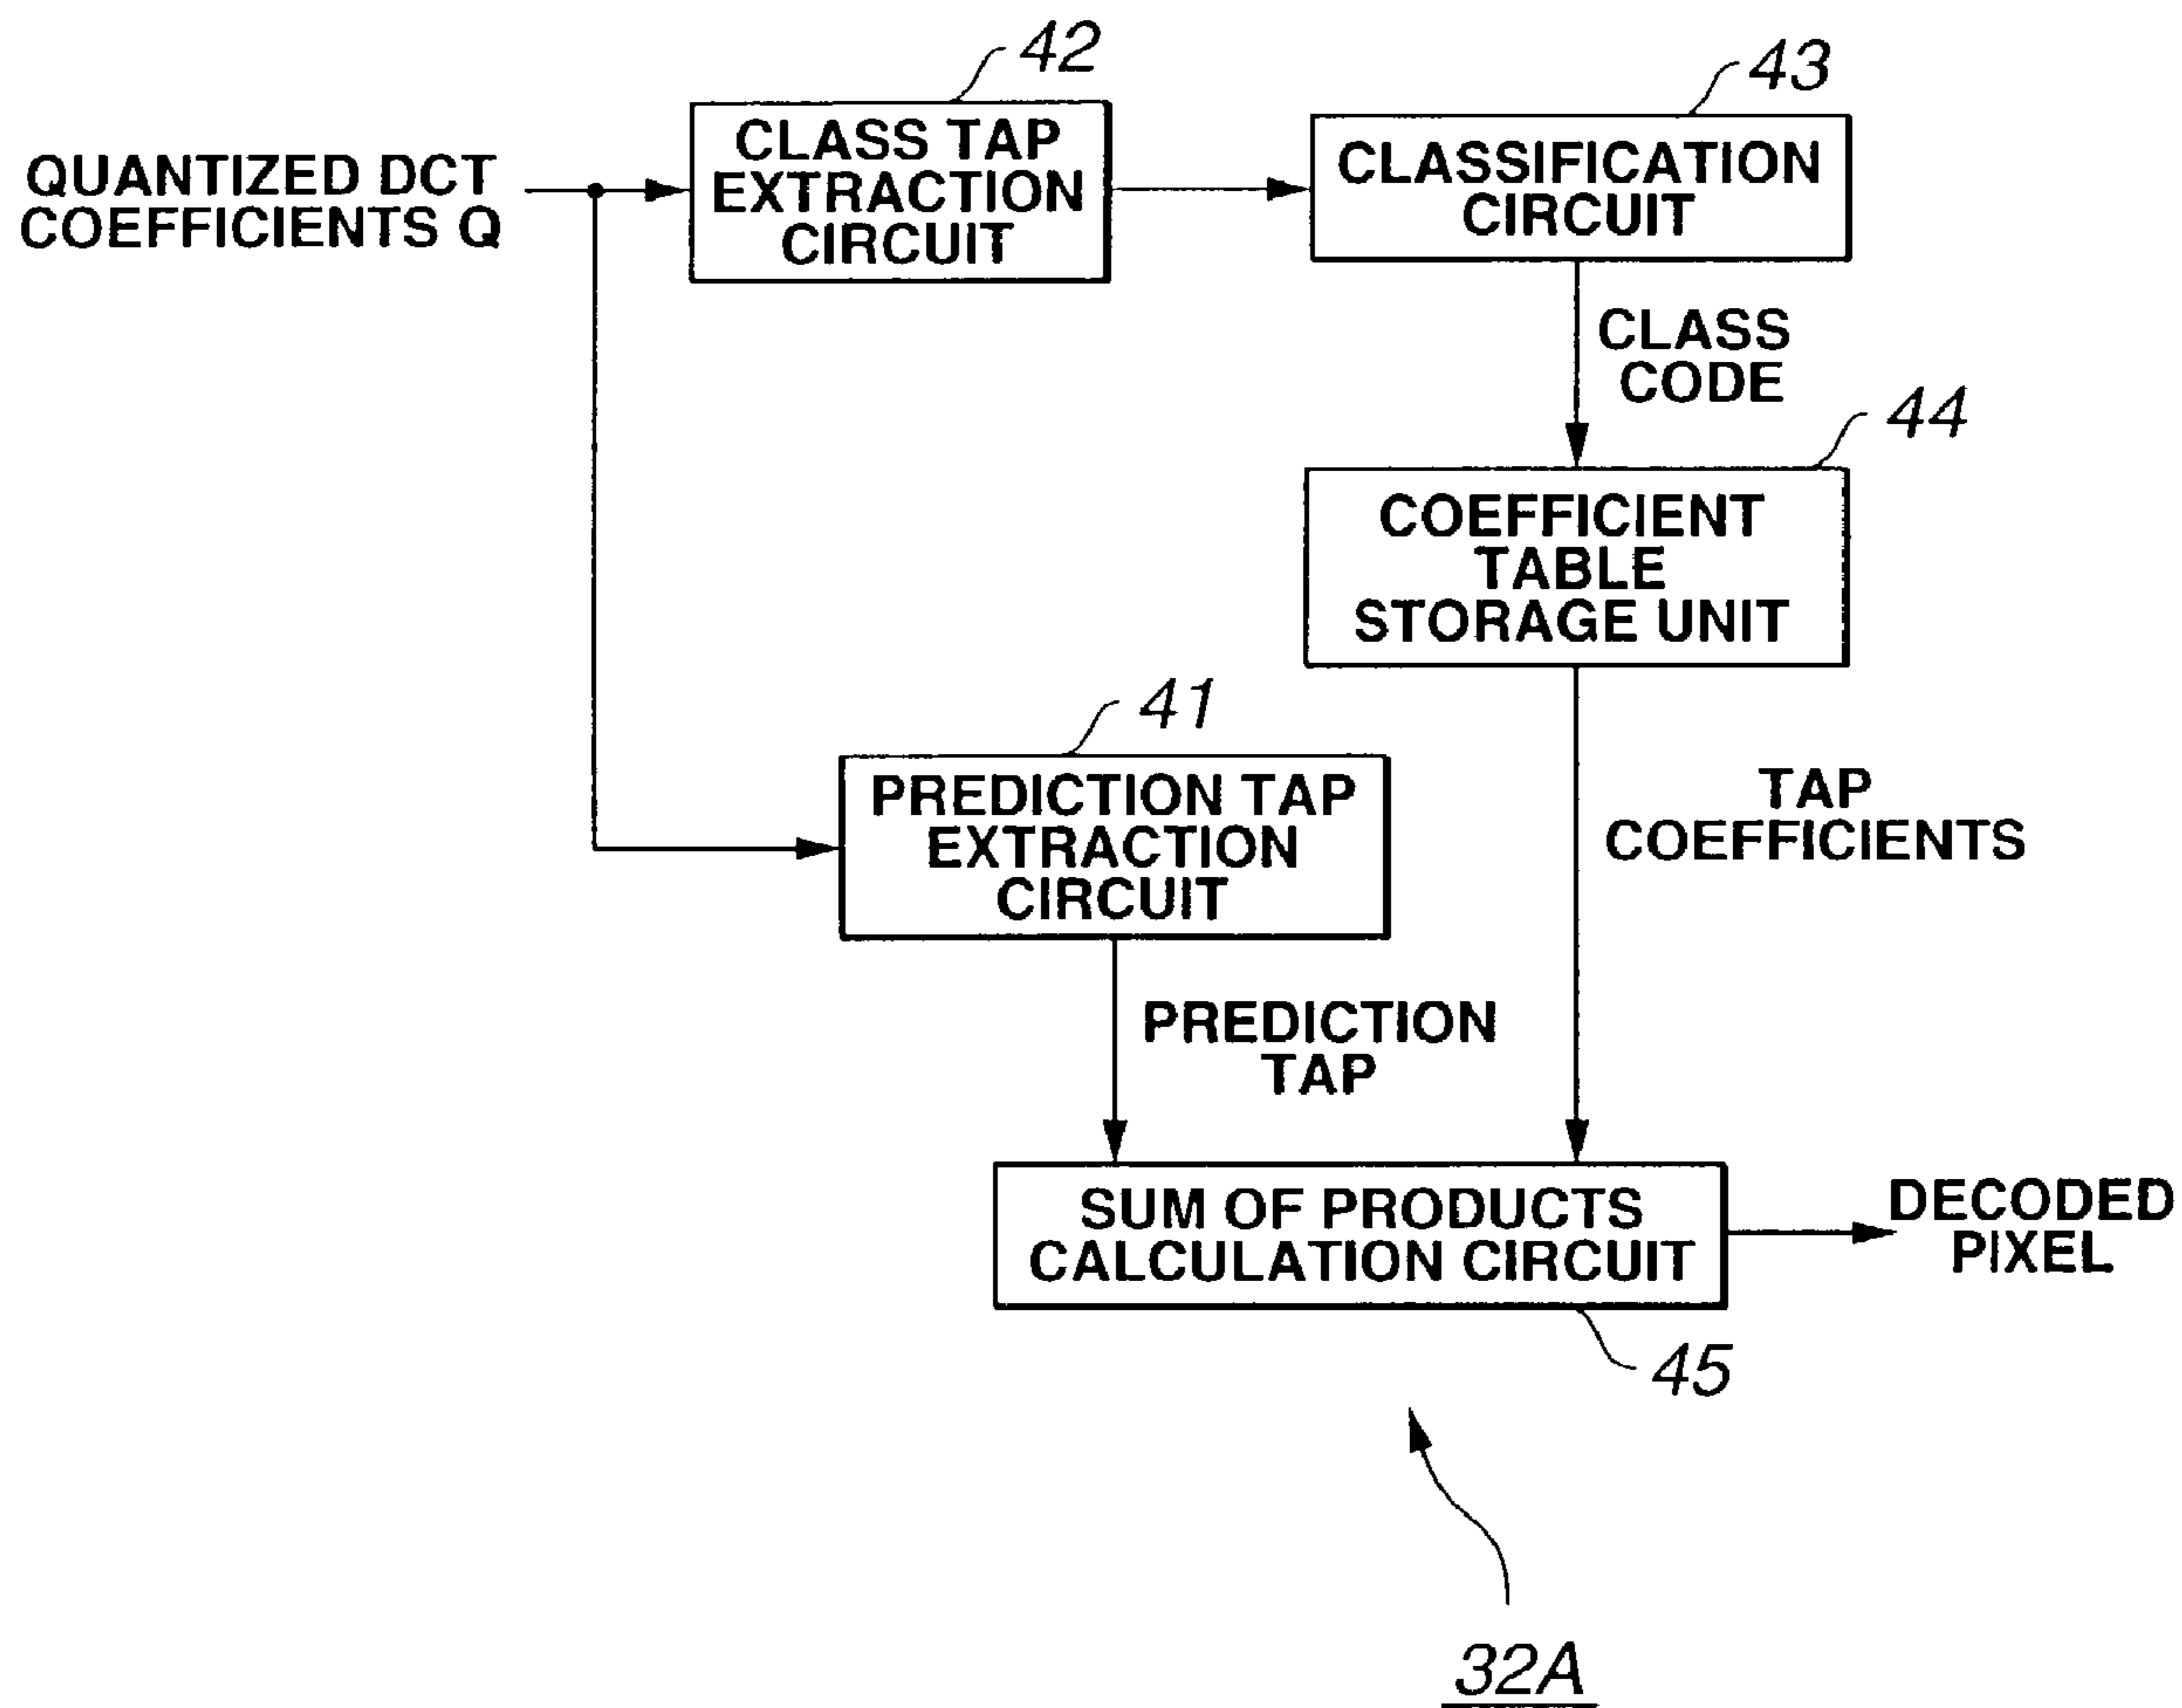 42
43
QUANTIZED DCT
COEFFICIENTS Q
CLASS TAP
EXTRACTION
CIRCUIT
CLASSIFICATION
CIRCUIT
CLASS
CODE
44
COEFFICIENT
TABLE
STORAGE UNIT
41
PREDICTION TAP
EXTRACTION
CIRCUIT
TAP
COEFFICIENTS
PREDICTION
TAP
SUM OF PRODUCTS
CALCULATION CIRCUIT
DECODED
PIXEL
45
32A